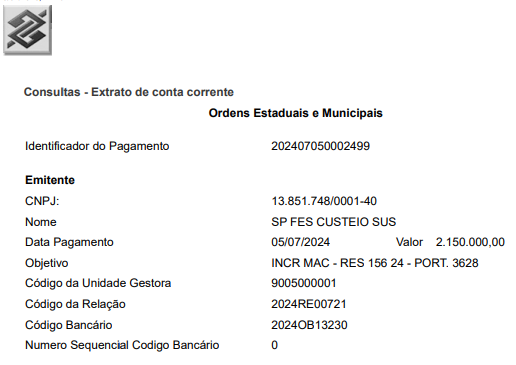 Consultas - Extrato de conta corrente
Ordens Estaduais e Municipais
Identificador do Pagamento 202407050002499
Emitente
CNPJ: 13.851.748/0001-40
Nome SP FES CUSTEIO SUS
Data Pagamento 05/07/2024 Valor 2.150.000,00
Objetivo INCR MAC - RES 156 24 - PORT. 3628
Código da Unidade Gestora 9005000001
Código da Relação 2024RE00721
Código Bancário 2024OB13230
Numero Sequencial Codigo Bancário 0